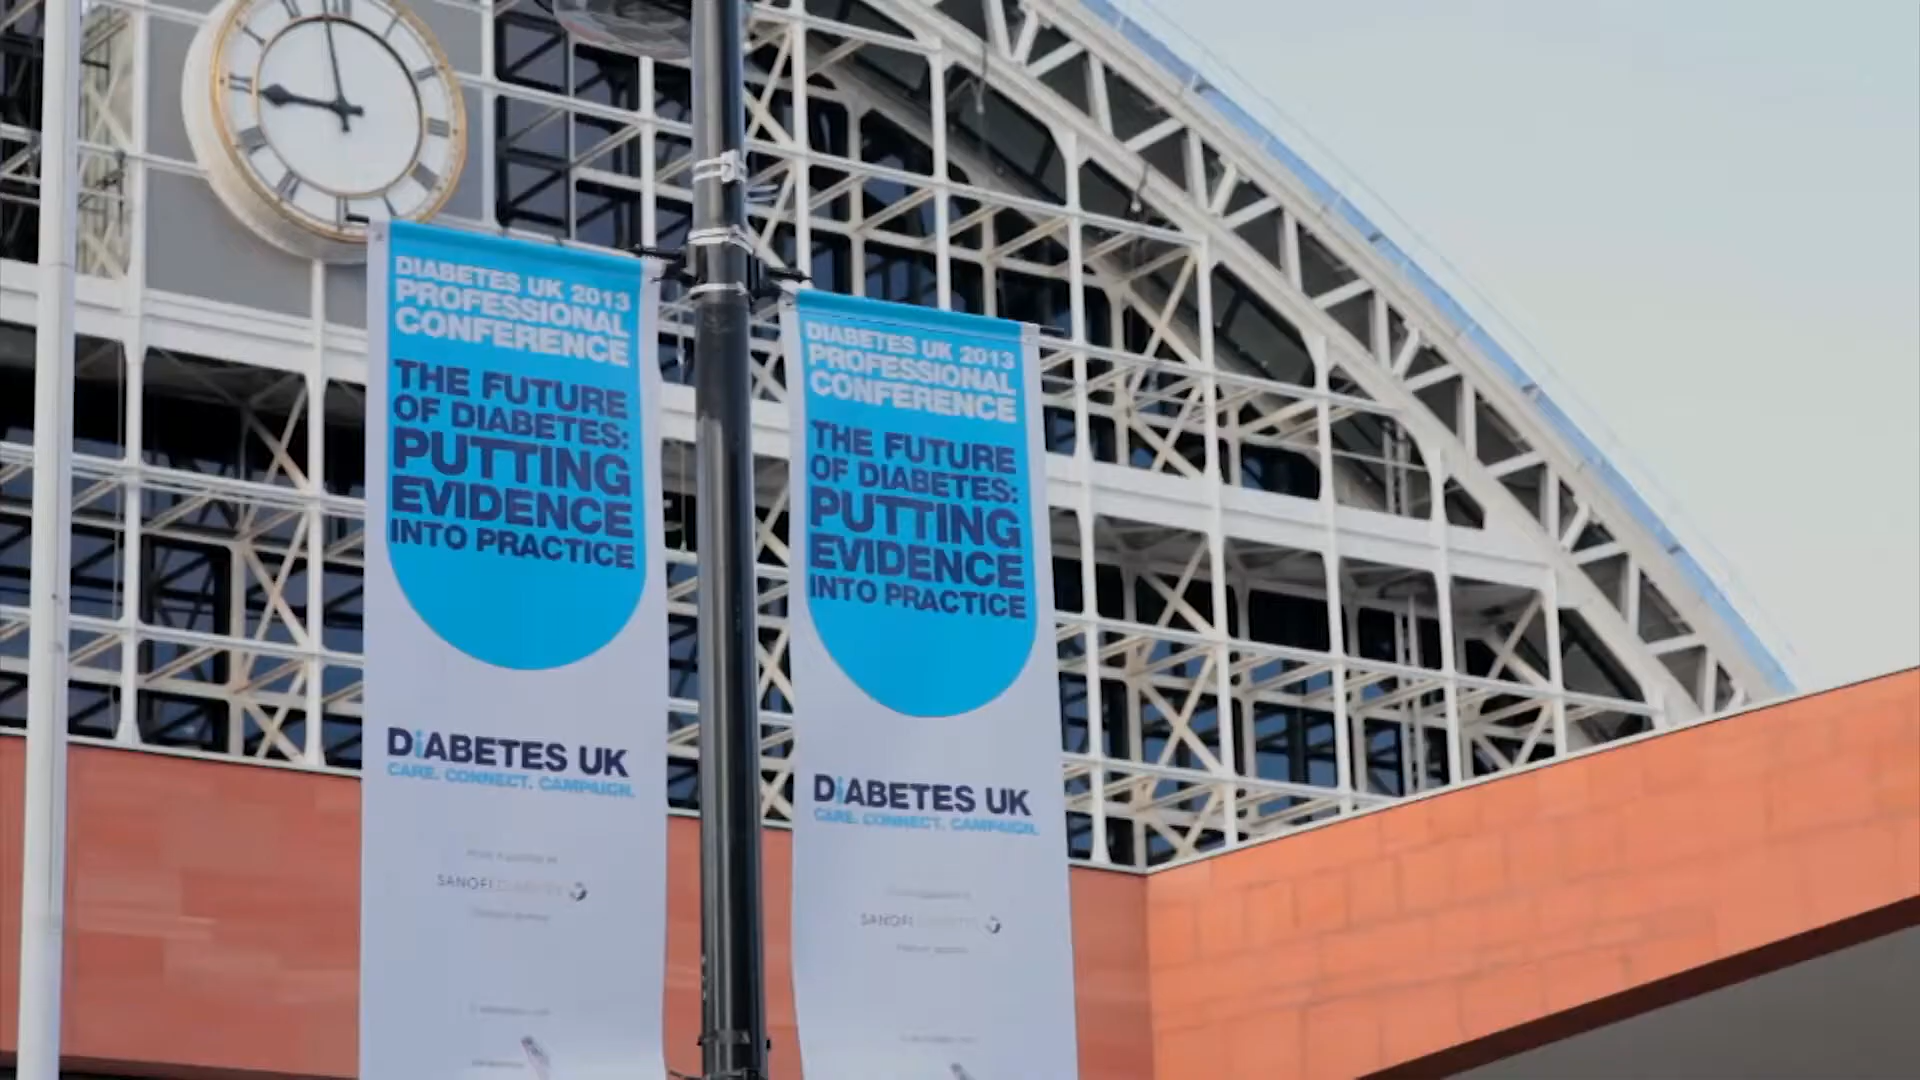 DIABETES UK 2013
PROFESSIONAL
CONFERENCE
THE FUTURE
OF DIABETES:
PUTTING
EVIDENCE
INTO PRACTICE
DiABETES UK
CARE. CONNECT. CAMPAIGN.
SANOFI DIABETES
DIABETES UK 2013
PROFESSIONAL
CONFERENCE
THE FUTURE
OF DIABETES:
PUTTING
EVIDENCE
INTO PRACTICE
DiABETES UK
CARE. CONNECT. CAMPAIGN.
SANOFI